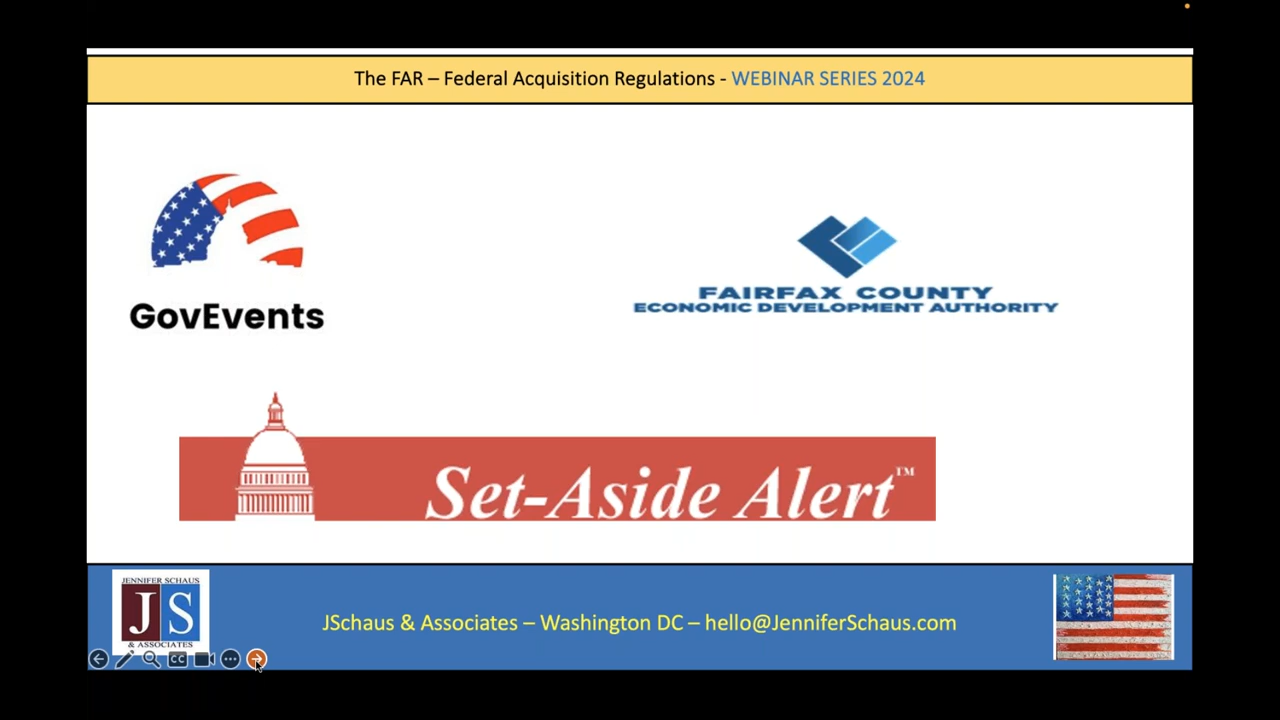 The FAR – Federal Acquisition Regulations - WEBINAR SERIES 2024
GovEvents
FAIRFAX COUNTY
ECONOMIC DEVELOPMENT AUTHORITY
Set-Aside Alert™
JENNIFER SCHAUS
JS
& ASSOCIATES
JSchaus & Associates – Washington DC – hello@JenniferSchaus.com
CC